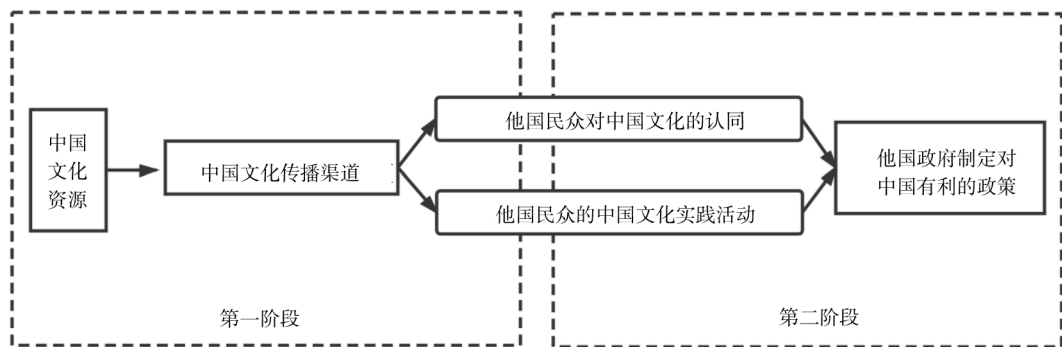 中国
文化
资源
中国文化传播渠道
他国民众对中国文化的认同
他国民众的中国文化实践活动
他国政府制定对
中国有利的政策
第一阶段
第二阶段